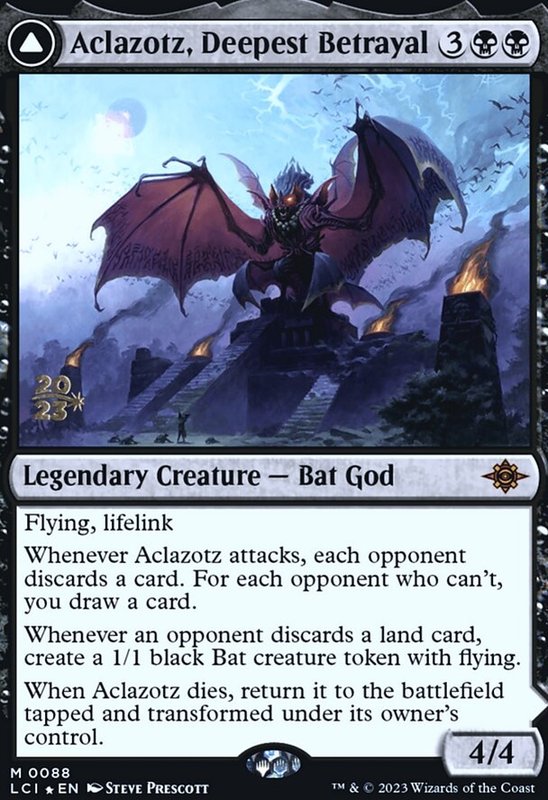 Aclazotz, Deepest Betrayal 3
20
23
Legendary Creature — Bat God
Flying, lifelink
Whenever Aclazotz attacks, each opponent
discards a card. For each opponent who can't,
you draw a card.
Whenever an opponent discards a land card,
create a 1/1 black Bat creature token with flying.
When Aclazotz dies, return it to the battlefield
tapped and transformed under its owner's
control.
4/4
M 0088
LCI ★ EN Steve Prescott
™ & © 2023 Wizards of the Coast